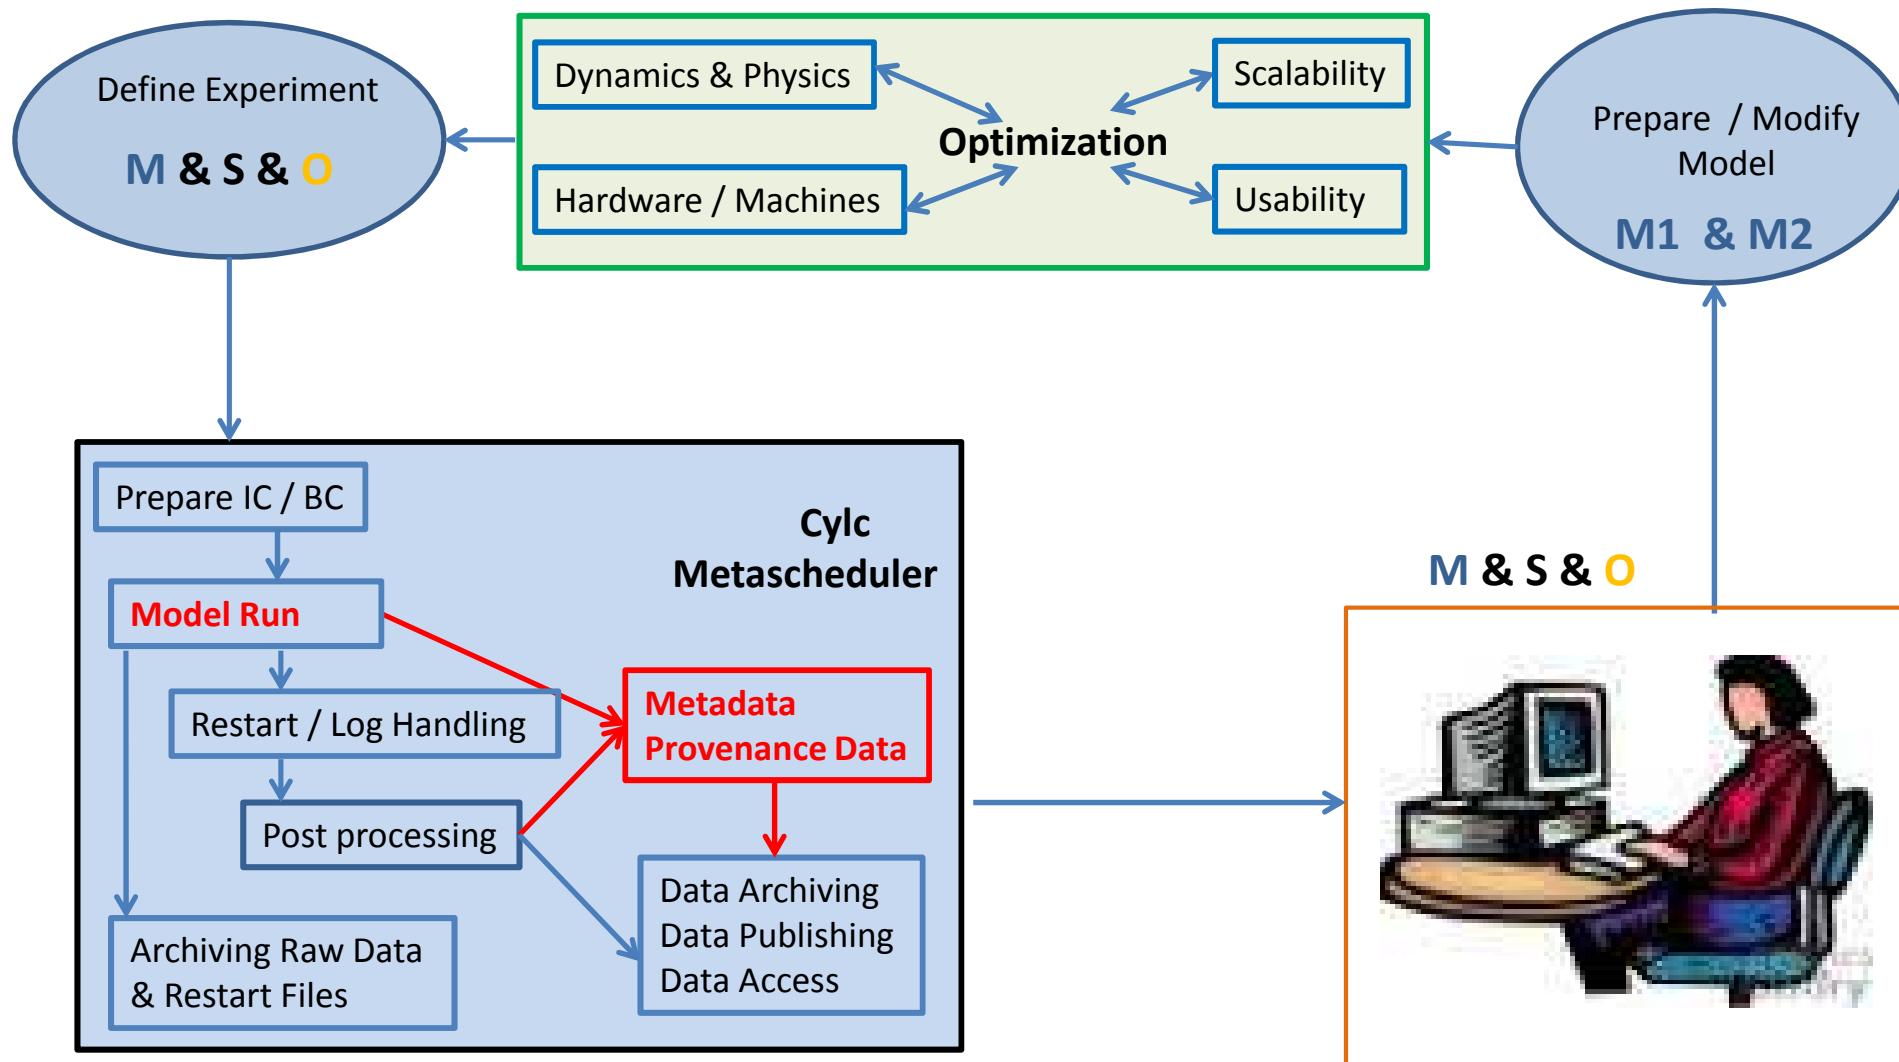 Define Experiment
M & S & O
Dynamics & Physics
Scalability
Optimization
Hardware / Machines
Usability
Prepare / Modify
Model
M1 & M2
Prepare IC / BC
Cylc
Metascheduler
Model Run
Restart / Log Handling
Metadata
Provenance Data
Post processing
Data Archiving
Data Publishing
Data Access
Archiving Raw Data
& Restart Files
M & S & O